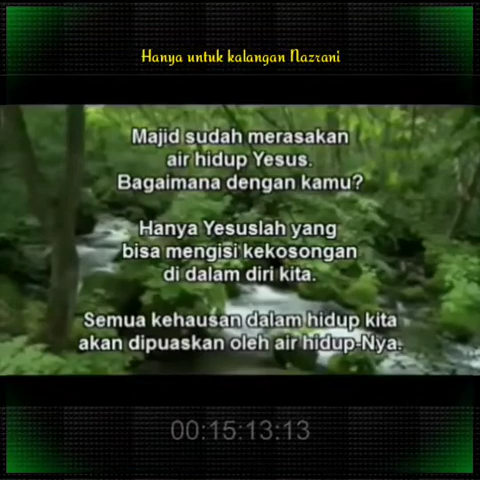 Hanya untuk kalangan Nazrani
Majid sudah merasakan
air hidup Yesus.
Bagaimana dengan kamu?
Hanya Yesuslah yang
bisa mengisi kekosongan
di dalam diri kita.
Semua kehausan dalam hidup kita
akan dipuaskan oleh air hidup-Nya.
00:15:13:13